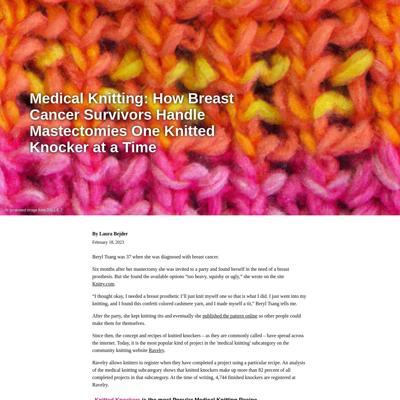 Medical Knitting: How Breast
Cancer Survivors Handle
Mastectomies One Knitted
Knocker at a Time
By Laura Bejder
February 18, 2023
Beryl Tsang was 37 when she was diagnosed with breast cancer.
Six months after her mastectomy she was invited to a party and found herself in the need of a breast
prosthesis. But she found the available options "too heavy, squishy or ugly," she wrote on the site
Knitty.com.
"I thought okay, I needed a breast prosthetic I'll just knit myself one so that is what I did. I just went into my
knitting, and I found this confetti colored cashmere yarn, and I made myself a tit," Beryl Tsang tells me.
After the party, she kept knitting tits and eventually she published the pattern online so other people could
make them for themselves.
Since then, the concept and recipes of knitted knockers – as they are commonly called – have spread across
the internet. Today, it is the most popular kind of project in the 'medical knitting' subcategory on the
community knitting website Ravelry.
Ravelry allows knitters to register when they have completed a project using a particular recipe. An analysis
of the medical knitting subcategory shows that knitted knockers make up more than 82 percent of all
completed projects in that subcategory. At the time of writing, 4,744 finished knockers are registered at
Ravelry.
Knitted Knockers is the most Popular Medical Knitting Recipe